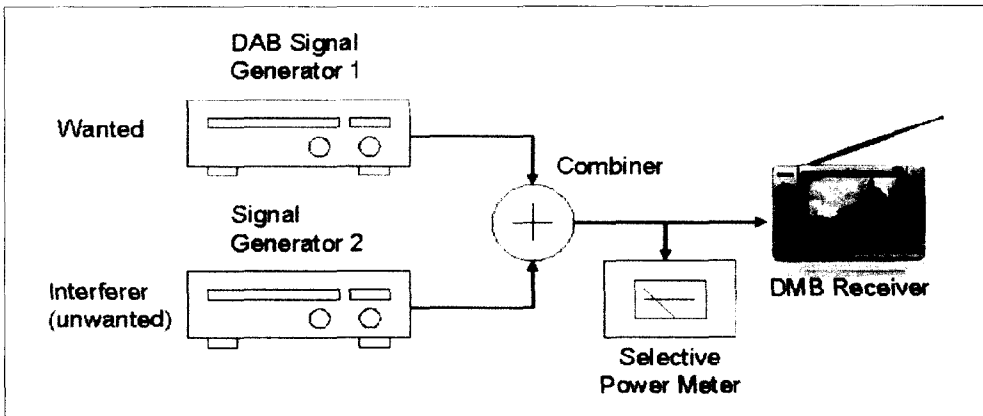 DAB Signal
Generator 1
Wanted
Combiner
Signal
Generator 2
Interferer
(unwanted)
DMB Receiver
Selective
Power Meter